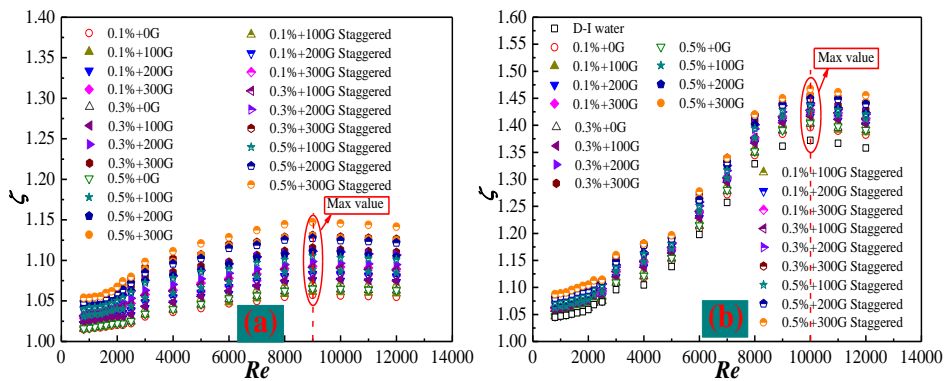 1.40
1.35
1.30
1.25
1.20
1.15
1.10
1.05
1.00
ζ
0.1%+0G
0.1%+100G
0.1%+200G
0.1%+300G
0.3%+0G
0.3%+100G
0.3%+200G
0.3%+300G
0.5%+0G
0.5%+100G
0.5%+200G
0.5%+300G
0.1%+100G Staggered
0.1%+200G Staggered
0.1%+300G Staggered
0.3%+100G Staggered
0.3%+200G Staggered
0.3%+300G Staggered
0.5%+100G Staggered
0.5%+200G Staggered
0.5%+300G Staggered
Max value
(a)
0 2000 4000 6000 8000 10000 12000 14000
Re
1.60
1.55
1.50
1.45
1.40
1.35
1.30
1.25
1.20
1.15
1.10
1.05
1.00
ζ
D-I water
0.1%+0G
0.1%+100G
0.1%+200G
0.1%+300G
0.3%+0G
0.3%+100G
0.3%+200G
0.3%+300G
0.5%+0G
0.5%+100G
0.5%+200G
0.5%+300G
Max value
0.1%+100G Staggered
0.1%+200G Staggered
0.1%+300G Staggered
0.3%+100G Staggered
0.3%+200G Staggered
0.3%+300G Staggered
0.5%+100G Staggered
0.5%+200G Staggered
0.5%+300G Staggered
(b)
0 2000 4000 6000 8000 10000 12000 14000
Re